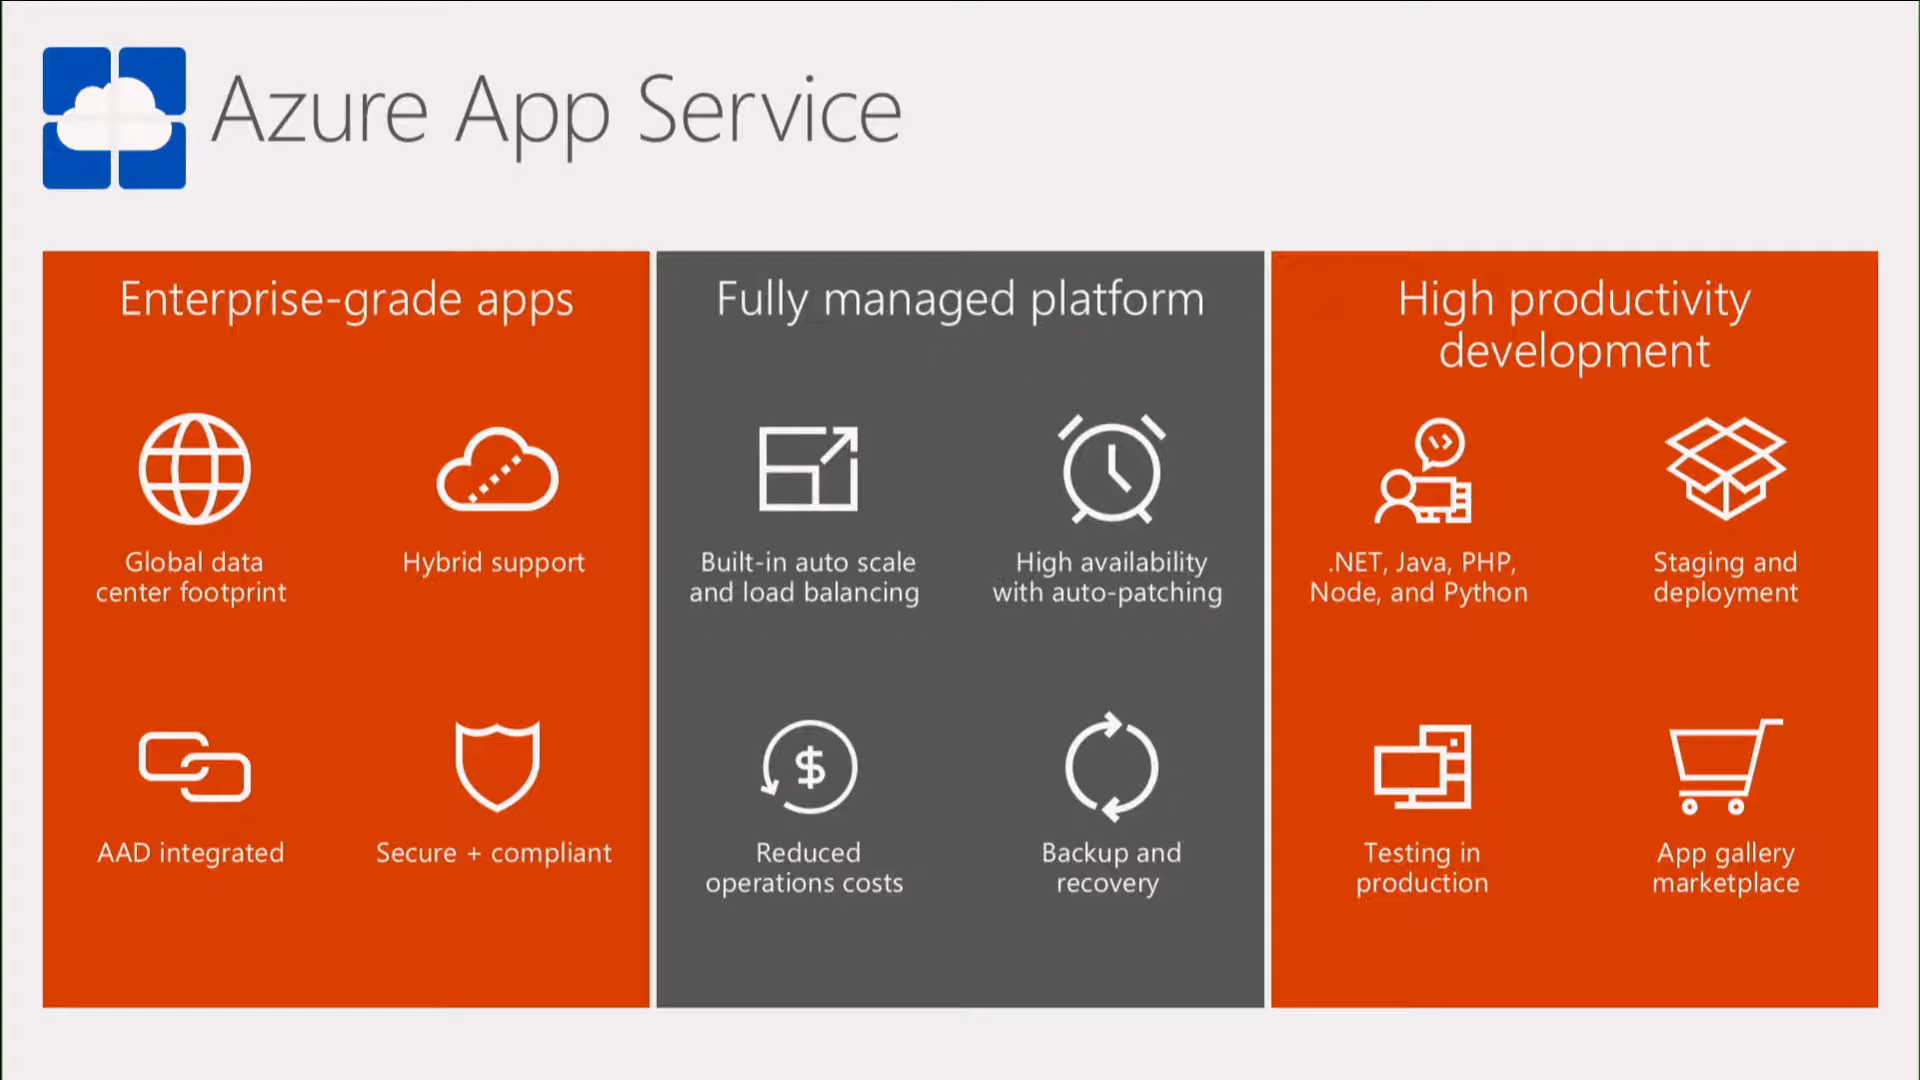 Azure App Service
Enterprise-grade apps
Global data
center footprint
Hybrid support
AAD integrated
Secure + compliant
Fully managed platform
Built-in auto scale
and load balancing
High availability
with auto-patching
$
Reduced
operations costs
Backup and
recovery
High productivity
development
.NET, Java, PHP,
Node, and Python
Staging and
deployment
Testing in
production
App gallery
marketplace